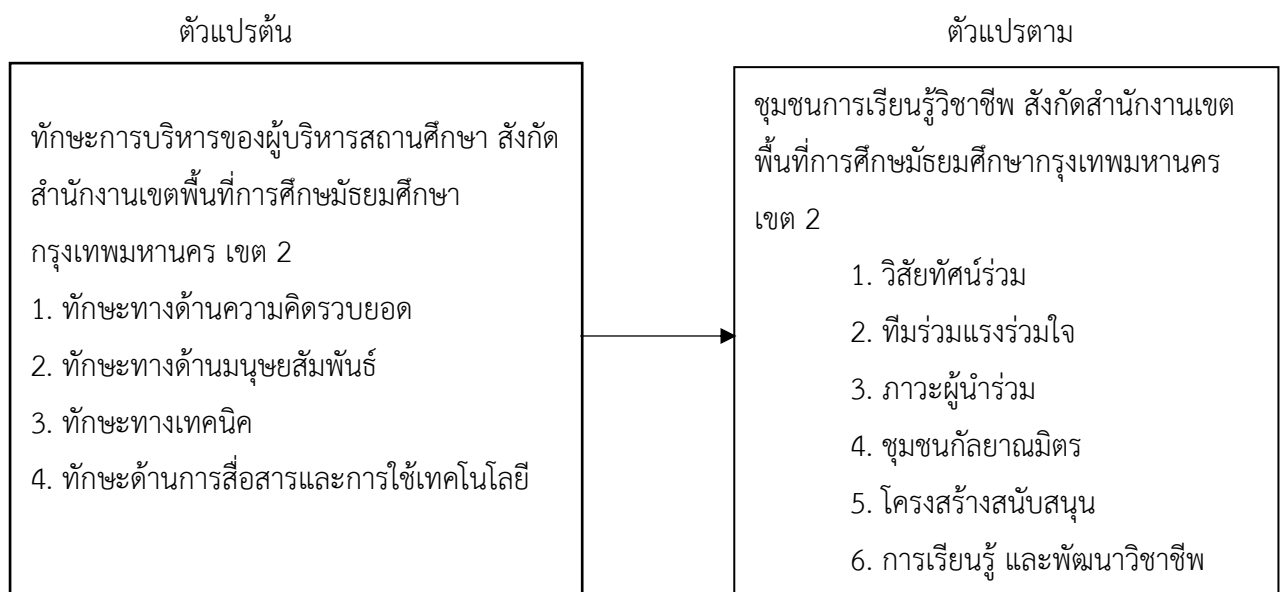 ตัวแปรต้น
ทักษะการบริหารของผู้บริหารสถานศึกษา สังกัด
สำนักงานเขตพื้นที่การศึกษมัธยมศึกษา
กรุงเทพมหานคร เขต 2
1. ทักษะทางด้านความคิดรวบยอด
2. ทักษะทางด้านมนุษยสัมพันธ์
3. ทักษะทางเทคนิค
4. ทักษะด้านการสื่อสารและการใช้เทคโนโลยี
ตัวแปรตาม
ชุมชนการเรียนรู้วิชาชีพ สังกัดสำนักงานเขต
พื้นที่การศึกษมัธยมศึกษากรุงเทพมหานคร
เขต 2
1. วิสัยทัศน์ร่วม
2. ทีมร่วมแรงร่วมใจ
3. ภาวะผู้นำร่วม
4. ชุมชนกัลยาณมิตร
5. โครงสร้างสนับสนุน
6. การเรียนรู้ และพัฒนาวิชาชีพ